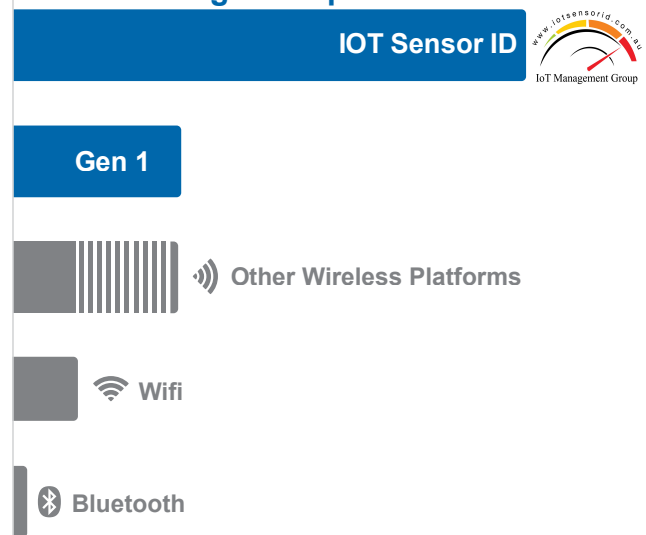 IOT Sensor ID
www.iotsensorid.com.au
IoT Management Group
Gen 1
Other Wireless Platforms
Wifi
Bluetooth